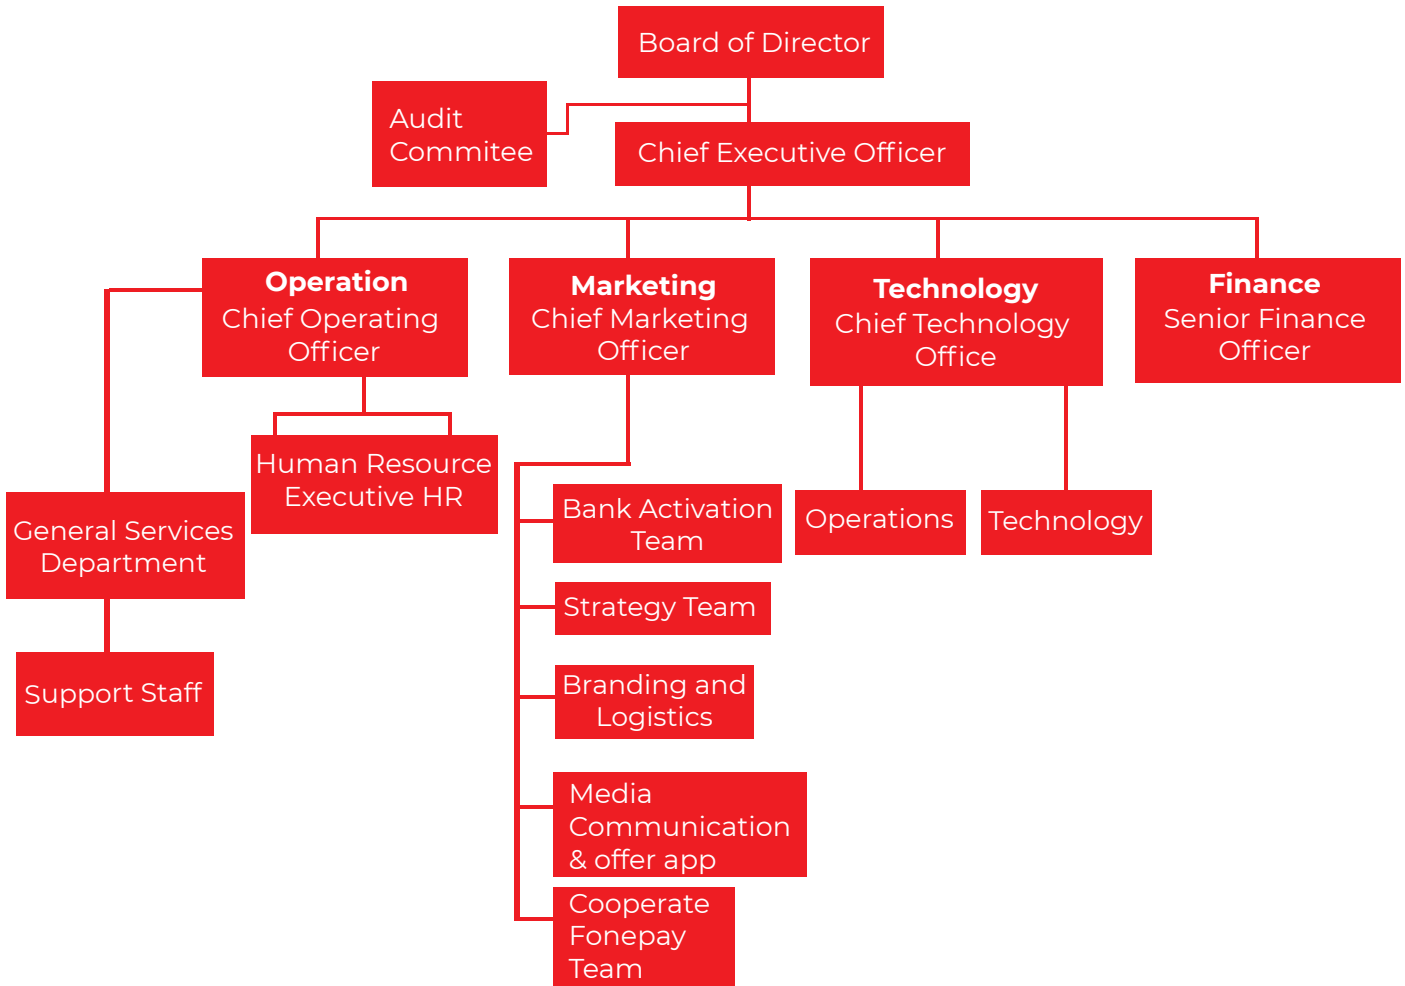 Board of Director
Audit
Commitee
Chief Executive Officer
Operation
Chief Operating
Officer
Marketing
Chief Marketing
Officer
Technology
Chief Technology
Office
Finance
Senior Finance
Officer
Human Resource
Executive HR
General Services
Department
Support Staff
Bank Activation
Team
Strategy Team
Branding and
Logistics
Media
Communication
& offer app
Cooperate
Fonepay
Team
Operations
Technology